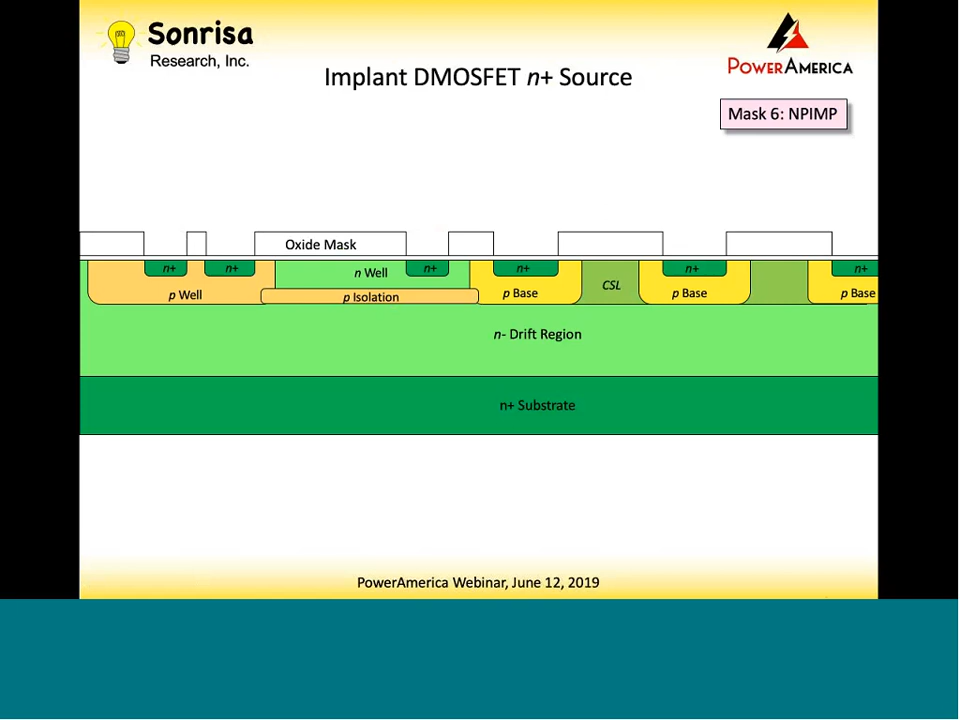 Sonrisa
Research, Inc.
POWERAMERICA
Implant DMOSFET n+ Source
Mask 6: NPIMP
Oxide Mask
n+
n+
n Well
n+
n+
n+
n+
p Well
p Isolation
p Base
CSL
p Base
p Base
n- Drift Region
n+ Substrate
PowerAmerica Webinar, June 12, 2019